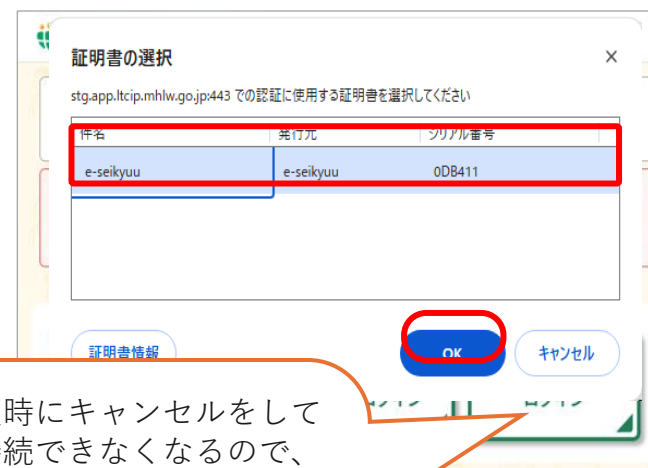 証明書の選択
×
stg.app.ltcip.mhlw.go.jp:443 での認証に使用する証明書を選択してください
件名 発行元 シリアル番号
e-seikyuu e-seikyuu 0DB411
証明書情報 OK キャンセル
時にキャンセルをして
続できなくなるので、